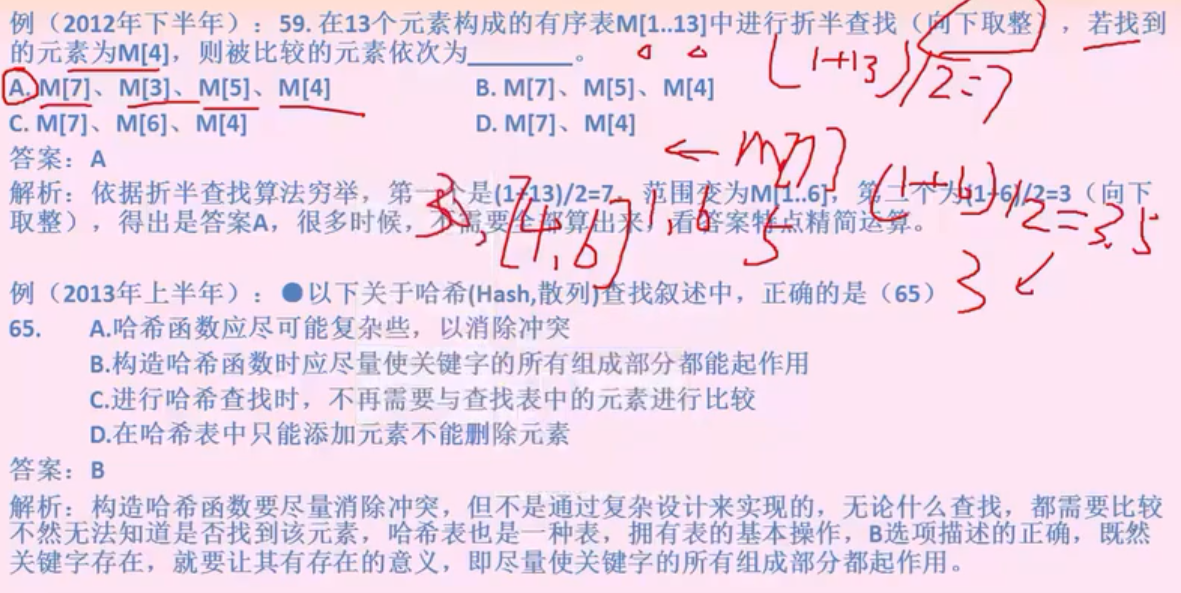 例（2012年下半年）：59. 在13个元素构成的有序表M[1..13]中进行折半查找（向下取整），若找到
的元素为M[4]，则被比较的元素依次为________。
(1+13)/2=7
A. M[7]、M[3]、M[5]、M[4] B. M[7]、M[5]、M[4]
C. M[7]、M[6]、M[4] D. M[7]、M[4]
← M[7]
答案：A
解析：依据折半查找算法穷举，第一个是(1+13)/2=7，范围变为M[1..6]，第二个为(1+6)/2=3（向下
取整），得出是答案A，很多时候，不需要全部算出来，看答案特点精简运算。
3, [4,6] 1,6 5
/2=3.5
3
例（2013年上半年）：●以下关于哈希(Hash,散列)查找叙述中，正确的是（65）
65. A.哈希函数应尽可能复杂些，以消除冲突
B.构造哈希函数时应尽量使关键字的所有组成部分都能起作用
C.进行哈希查找时，不再需要与查找表中的元素进行比较
D.在哈希表中只能添加元素不能删除元素
答案：B
解析：构造哈希函数要尽量消除冲突，但不是通过复杂设计来实现的，无论什么查找，都需要比较
不然无法知道是否找到该元素，哈希表也是一种表，拥有表的基本操作，B选项描述的正确，既然
关键字存在，就要让其有存在的意义，即尽量使关键字的所有组成部分都起作用。